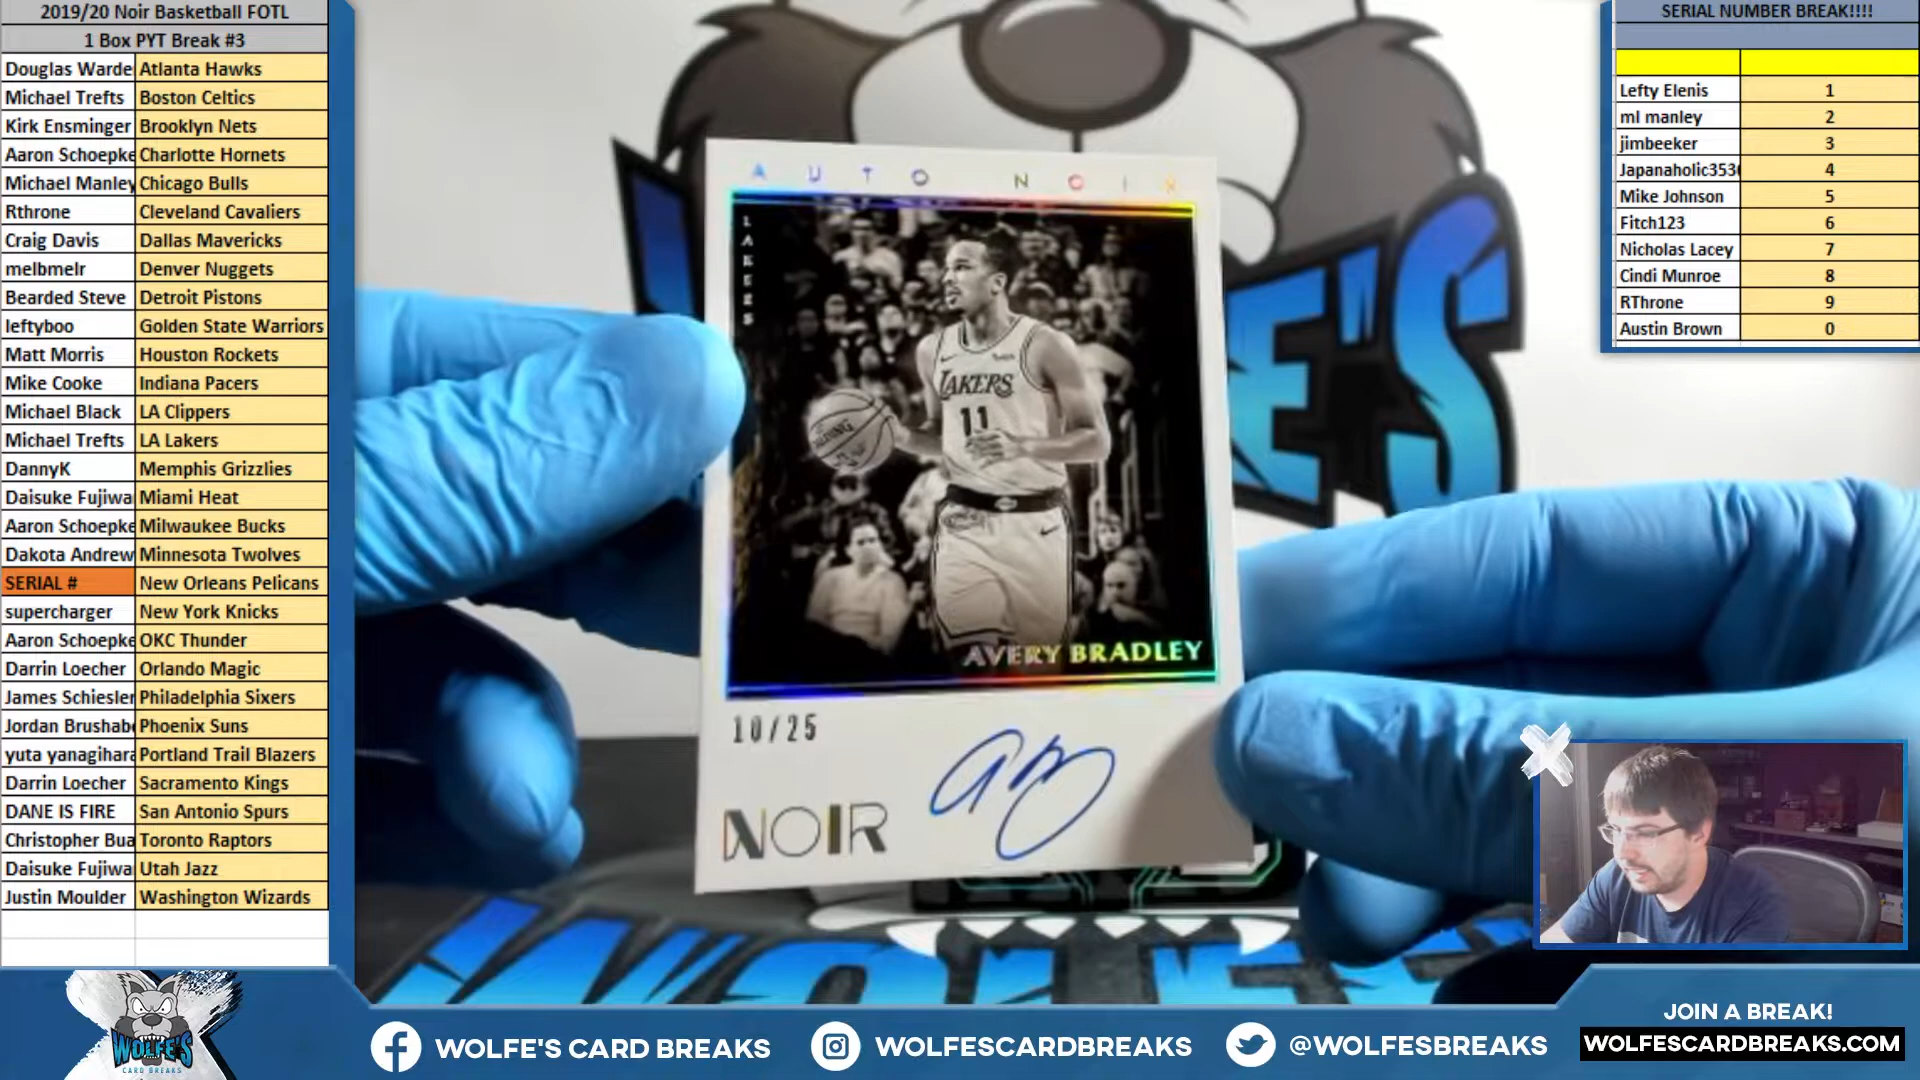 2019/20 Noir Basketball FOTL
1 Box PYT Break #3
Douglas Warde Atlanta Hawks
Michael Trefts Boston Celtics
Kirk Ensminger Brooklyn Nets
Aaron Schoepke Charlotte Hornets
Michael Manley Chicago Bulls
Rthrone Cleveland Cavaliers
Craig Davis Dallas Mavericks
melbmelr Denver Nuggets
Bearded Steve Detroit Pistons
leftyboo Golden State Warriors
Matt Morris Houston Rockets
Mike Cooke Indiana Pacers
Michael Black LA Clippers
Michael Trefts LA Lakers
DannyK Memphis Grizzlies
Daisuke Fujiwa Miami Heat
Aaron Schoepke Milwaukee Bucks
Dakota Andrew Minnesota Twolves
SERIAL # New Orleans Pelicans
supercharger New York Knicks
Aaron Schoepke OKC Thunder
Darrin Loecher Orlando Magic
James Schiesler Philadelphia Sixers
Jordan Brushabe Phoenix Suns
yuta yanagihara Portland Trail Blazers
Darrin Loecher Sacramento Kings
DANE IS FIRE San Antonio Spurs
Christopher Bua Toronto Raptors
Daisuke Fujiwa Utah Jazz
Justin Moulder Washington Wizards
AUTO NOIR
LAKERS
LAKERS
11
SPALDING
AVERY BRADLEY
10/25
NOIR
E'S
SERIAL NUMBER BREAK!!!!
Lefty Elenis 1
ml manley 2
jimbeeker 3
Japanaholic353 4
Mike Johnson 5
Fitch123 6
Nicholas Lacey 7
Cindi Munroe 8
RThrone 9
Austin Brown 0
WOLFE'S
CARD BREAKS
WOLFE'S CARD BREAKS
WOLFESCARDBREAKS
@WOLFESBREAKS
JOIN A BREAK!
WOLFESCARDBREAKS.COM